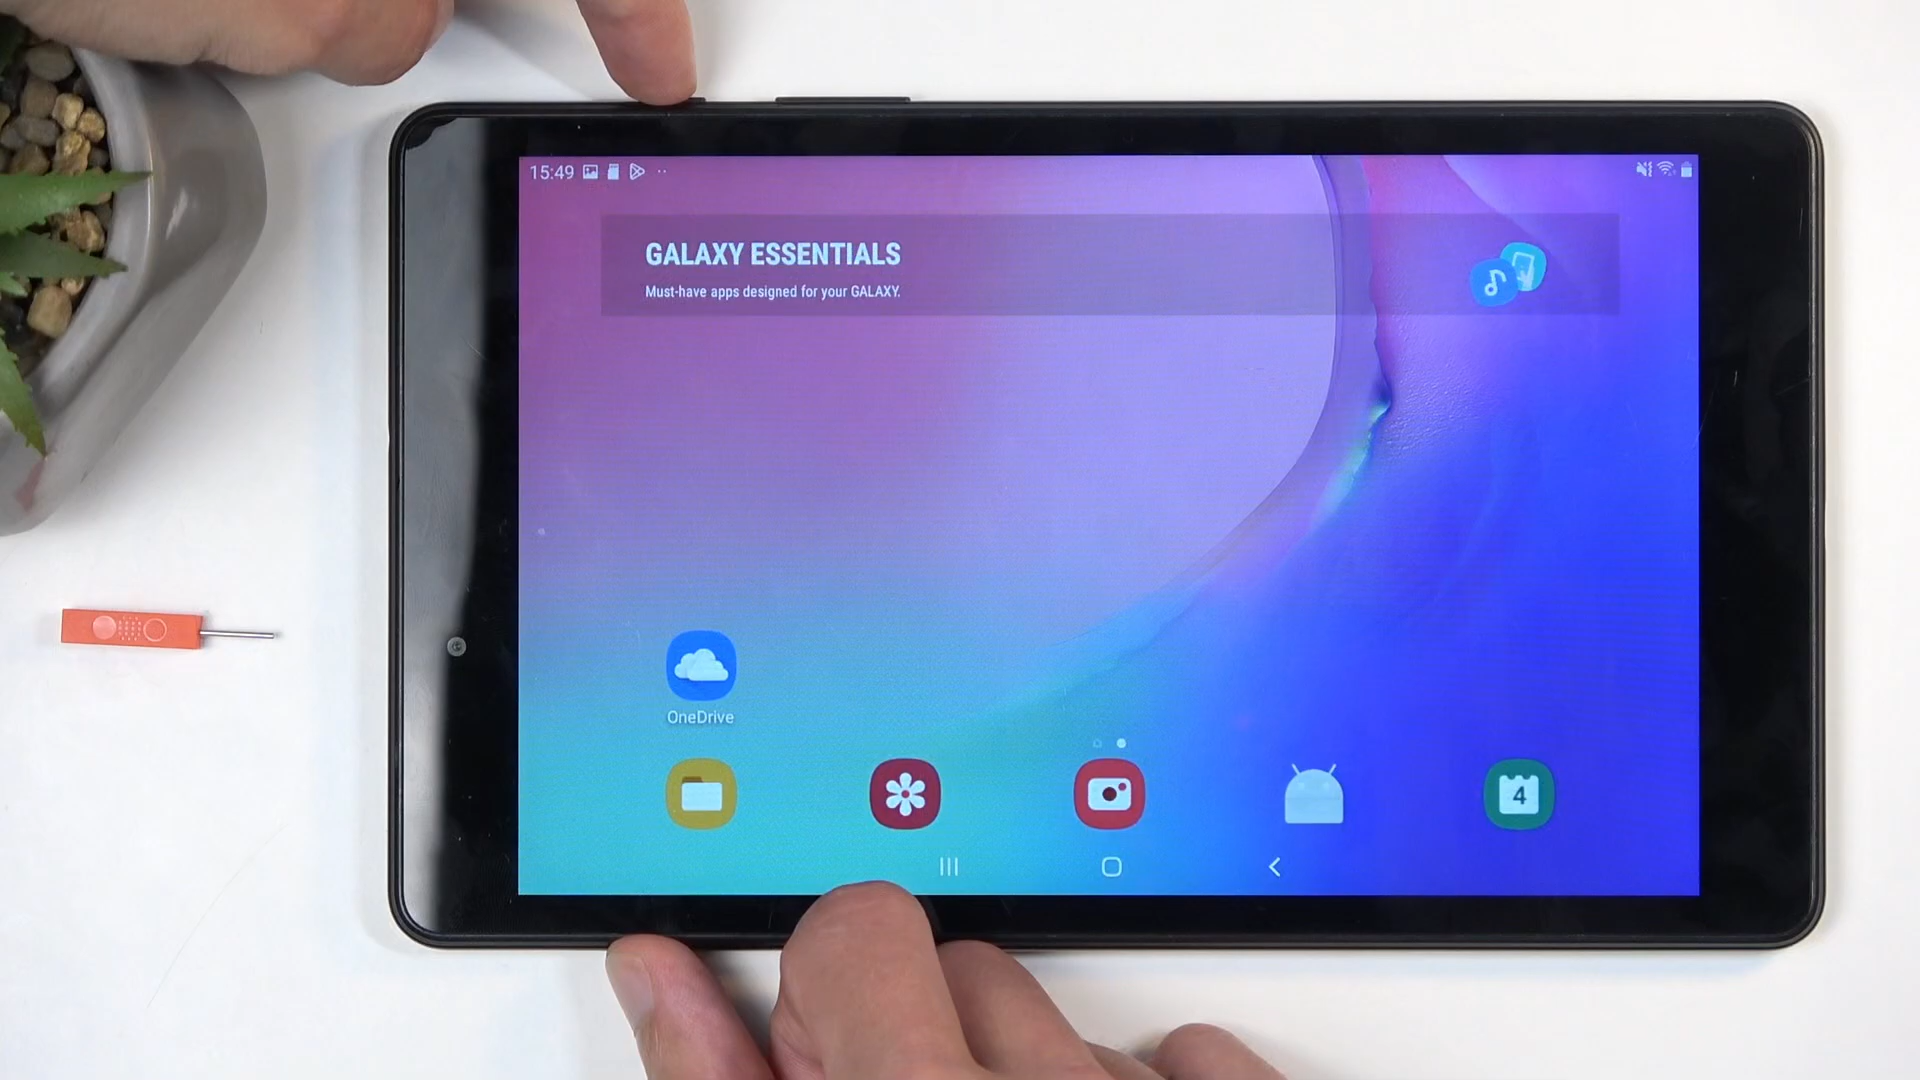 15:49
GALAXY ESSENTIALS
Must-have apps designed for your GALAXY.
OneDrive
4